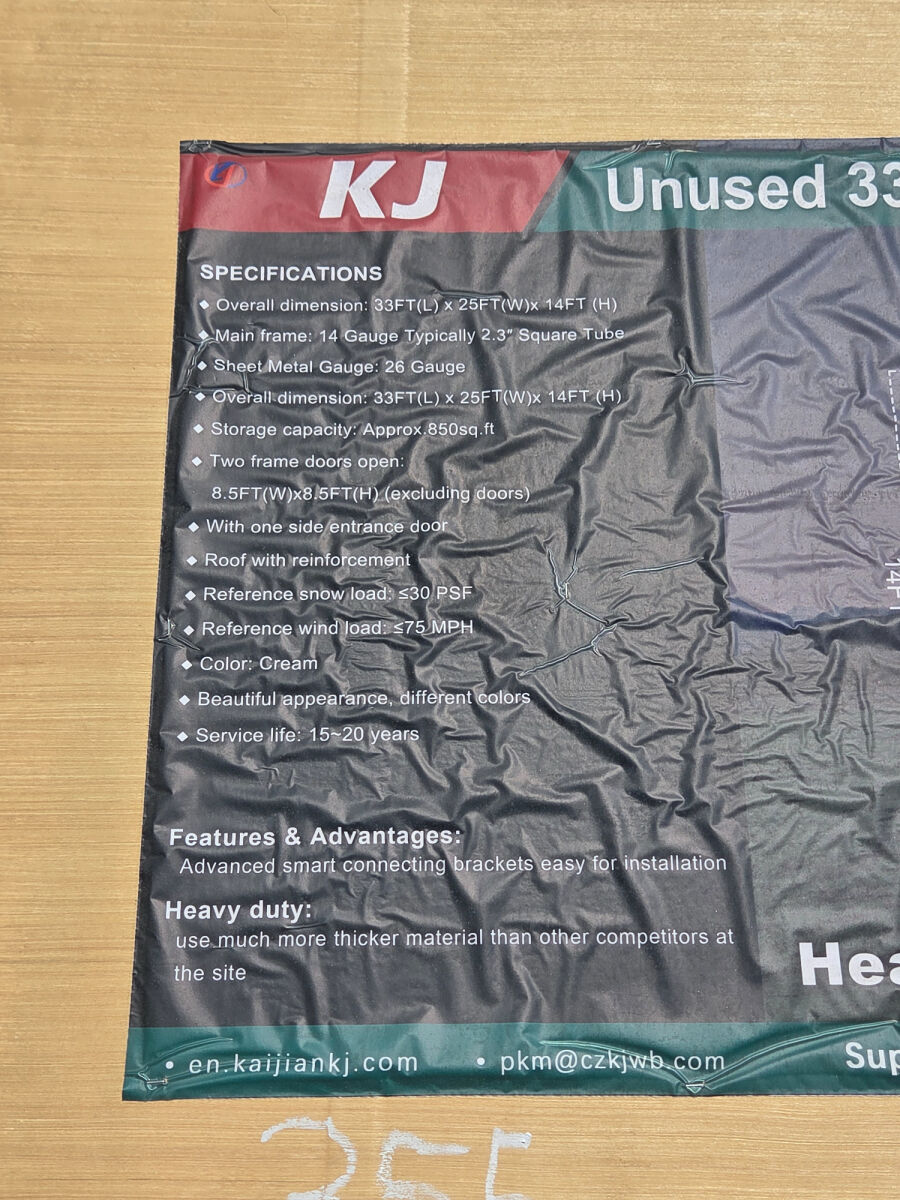 KJ
Unused 33
SPECIFICATIONS
◆ Overall dimension: 33FT(L) x 25FT(W)x 14FT (H)
◆ Main frame: 14 Gauge Typically 2.3" Square Tube
◆ Sheet Metal Gauge: 26 Gauge
◆ Overall dimension: 33FT(L) x 25FT(W)x 14FT (H)
◆ Storage capacity: Approx.850sq.ft
◆ Two frame doors open:
8.5FT(W)x8.5FT(H) (excluding doors)
◆ With one side entrance door
◆ Roof with reinforcement
◆ Reference snow load: ≤30 PSF
◆ Reference wind load: ≤75 MPH
◆ Color: Cream
◆ Beautiful appearance, different colors
◆ Service life: 15~20 years
14FT
Features & Advantages:
Advanced smart connecting brackets easy for installation
Heavy duty:
use much more thicker material than other competitors at
the site
Hea
• en.kaijiankj.com • pkm@czkjwb.com
Sup
255